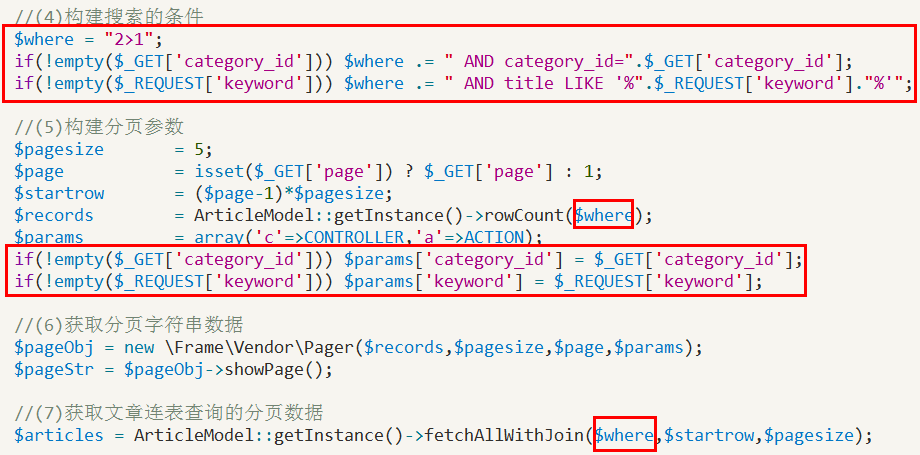 //(4)构建搜索的条件
$where = "2>1";
if(!empty($_GET['category_id'])) $where .= " AND category_id=".$_GET['category_id'];
if(!empty($_REQUEST['keyword'])) $where .= " AND title LIKE '%".$_REQUEST['keyword']."%'";
//(5)构建分页参数
$pagesize = 5;
$page = isset($_GET['page']) ? $_GET['page'] : 1;
$startrow = ($page-1)*$pagesize;
$records = ArticleModel::getInstance()->rowCount($where);
$params = array('c'=>CONTROLLER,'a'=>ACTION);
if(!empty($_GET['category_id'])) $params['category_id'] = $_GET['category_id'];
if(!empty($_REQUEST['keyword'])) $params['keyword'] = $_REQUEST['keyword'];
//(6)获取分页字符串数据
$pageObj = new \Frame\Vendor\Pager($records,$pagesize,$page,$params);
$pageStr = $pageObj->showPage();
//(7)获取文章连表查询的分页数据
$articles = ArticleModel::getInstance()->fetchAllWithJoin($where,$startrow,$pagesize);